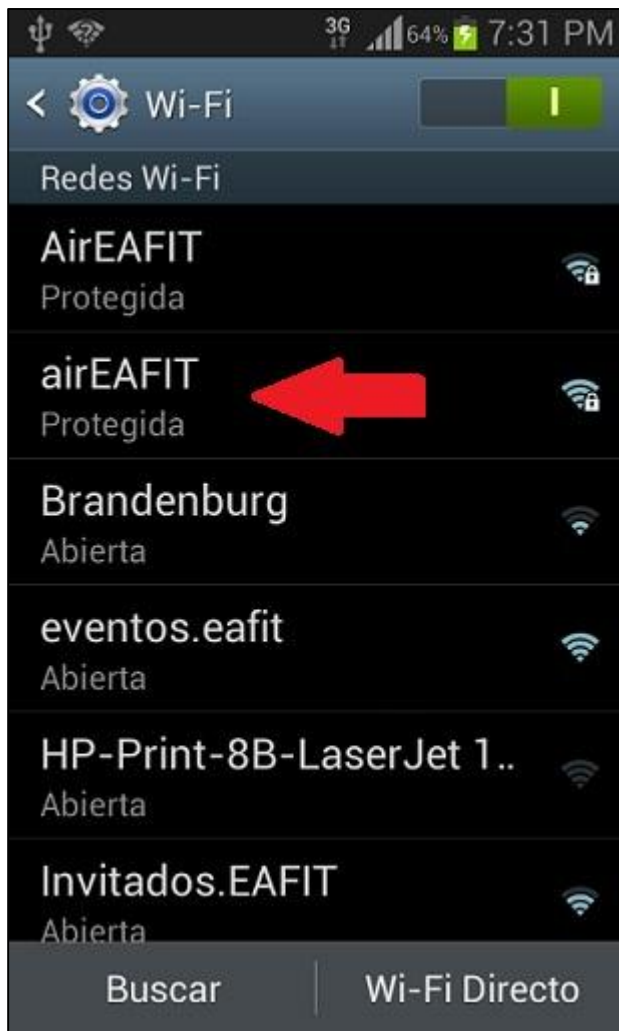 3G 64% 7:31 PM
Wi-Fi
Redes Wi-Fi
AirEAFIT
Protegida
airEAFIT
Protegida
Brandenburg
Abierta
eventos.eafit
Abierta
HP-Print-8B-LaserJet 1..
Abierta
Invitados.EAFIT
Abierta
Buscar Wi-Fi Directo